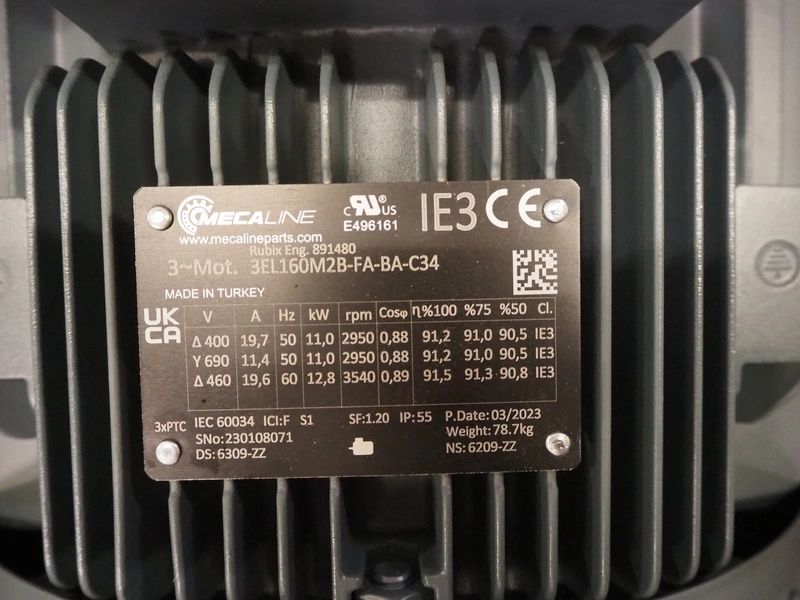 MECALINE
www.mecalineparts.com
c UR® US
E496161
IE3 CE
Rubix Eng. 891480
3~Mot. 3EL160M2B-FA-BA-C34
MADE IN TURKEY
UK
CA
V A Hz kW rpm Cosφ η%100 %75 %50 Cl.
Δ 400 19,7 50 11,0 2950 0,88 91,2 91,0 90,5 IE3
Y 690 11,4 50 11,0 2950 0,88 91,2 91,0 90,5 IE3
Δ 460 19,6 60 12,8 3540 0,89 91,5 91,3 90,8 IE3
3xPTC IEC 60034 ICI:F S1 SF:1.20 IP:55 P.Date: 03/2023
SNo:230108071 Weight: 78.7kg
DS: 6309-ZZ NS: 6209-ZZ